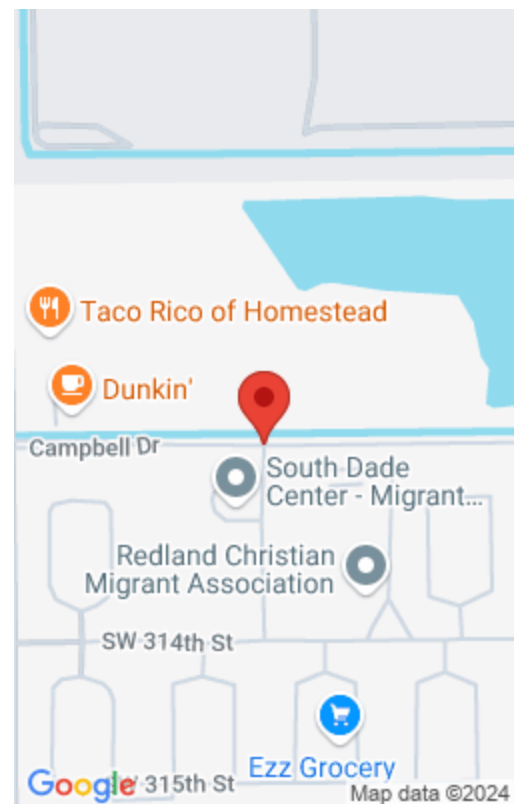 Taco Rico of Homestead
Dunkin'
Campbell Dr
South Dade
Center - Migrant...
Redland Christian
Migrant Association
SW 314th St
Ezz Grocery
Google
W 315th St
Map data ©2024